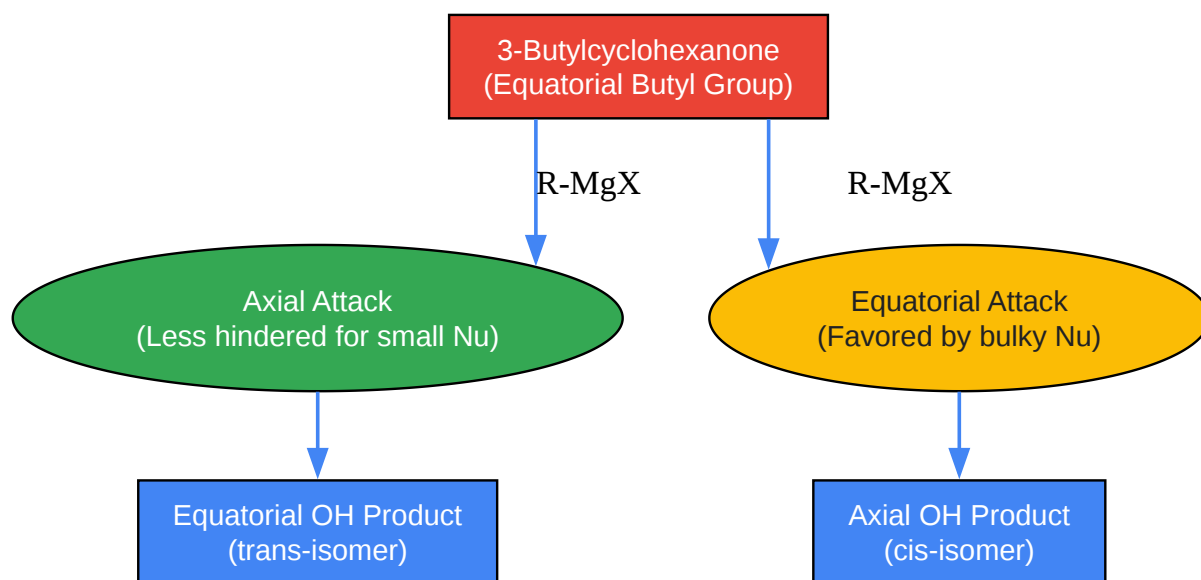 3-Butylcyclohexanone
(Equatorial Butyl Group)
R-MgX
R-MgX
Axial Attack
(Less hindered for small Nu)
Equatorial Attack
(Favored by bulky Nu)
Equatorial OH Product
(trans-isomer)
Axial OH Product
(cis-isomer)